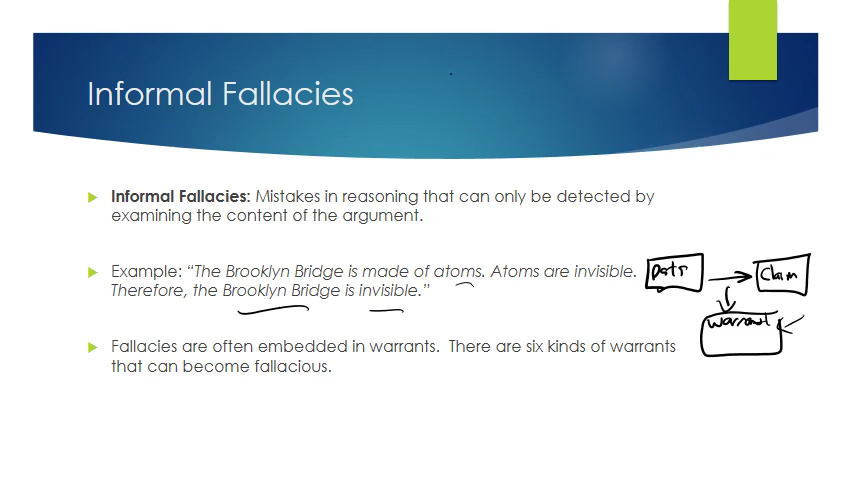 Informal Fallacies
Informal Fallacies: Mistakes in reasoning that can only be detected by
examining the content of the argument.
Example: “The Brooklyn Bridge is made of atoms. Atoms are invisible.
Therefore, the Brooklyn Bridge is invisible.”
Data
Claim
Warrant
Fallacies are often embedded in warrants.  There are six kinds of warrants
that can become fallacious.